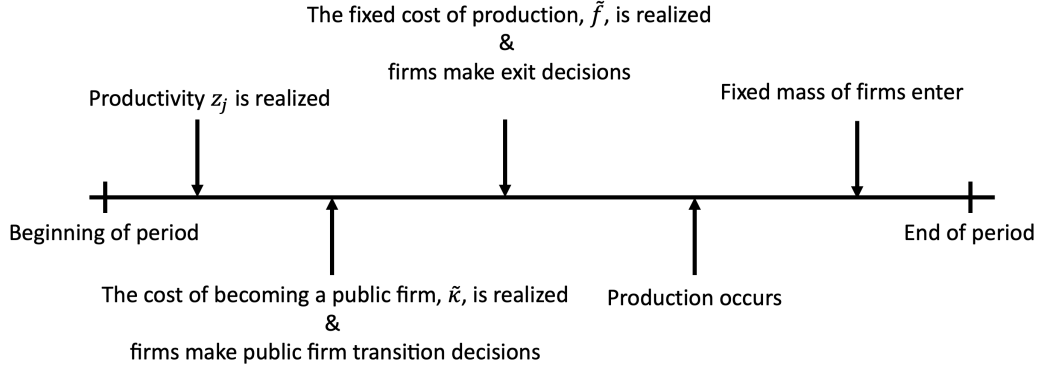 The fixed cost of production, f̃, is realized
&
firms make exit decisions
Productivity zⱼ is realized
Fixed mass of firms enter
Beginning of period
End of period
The cost of becoming a public firm, κ̃, is realized
&
firms make public firm transition decisions
Production occurs